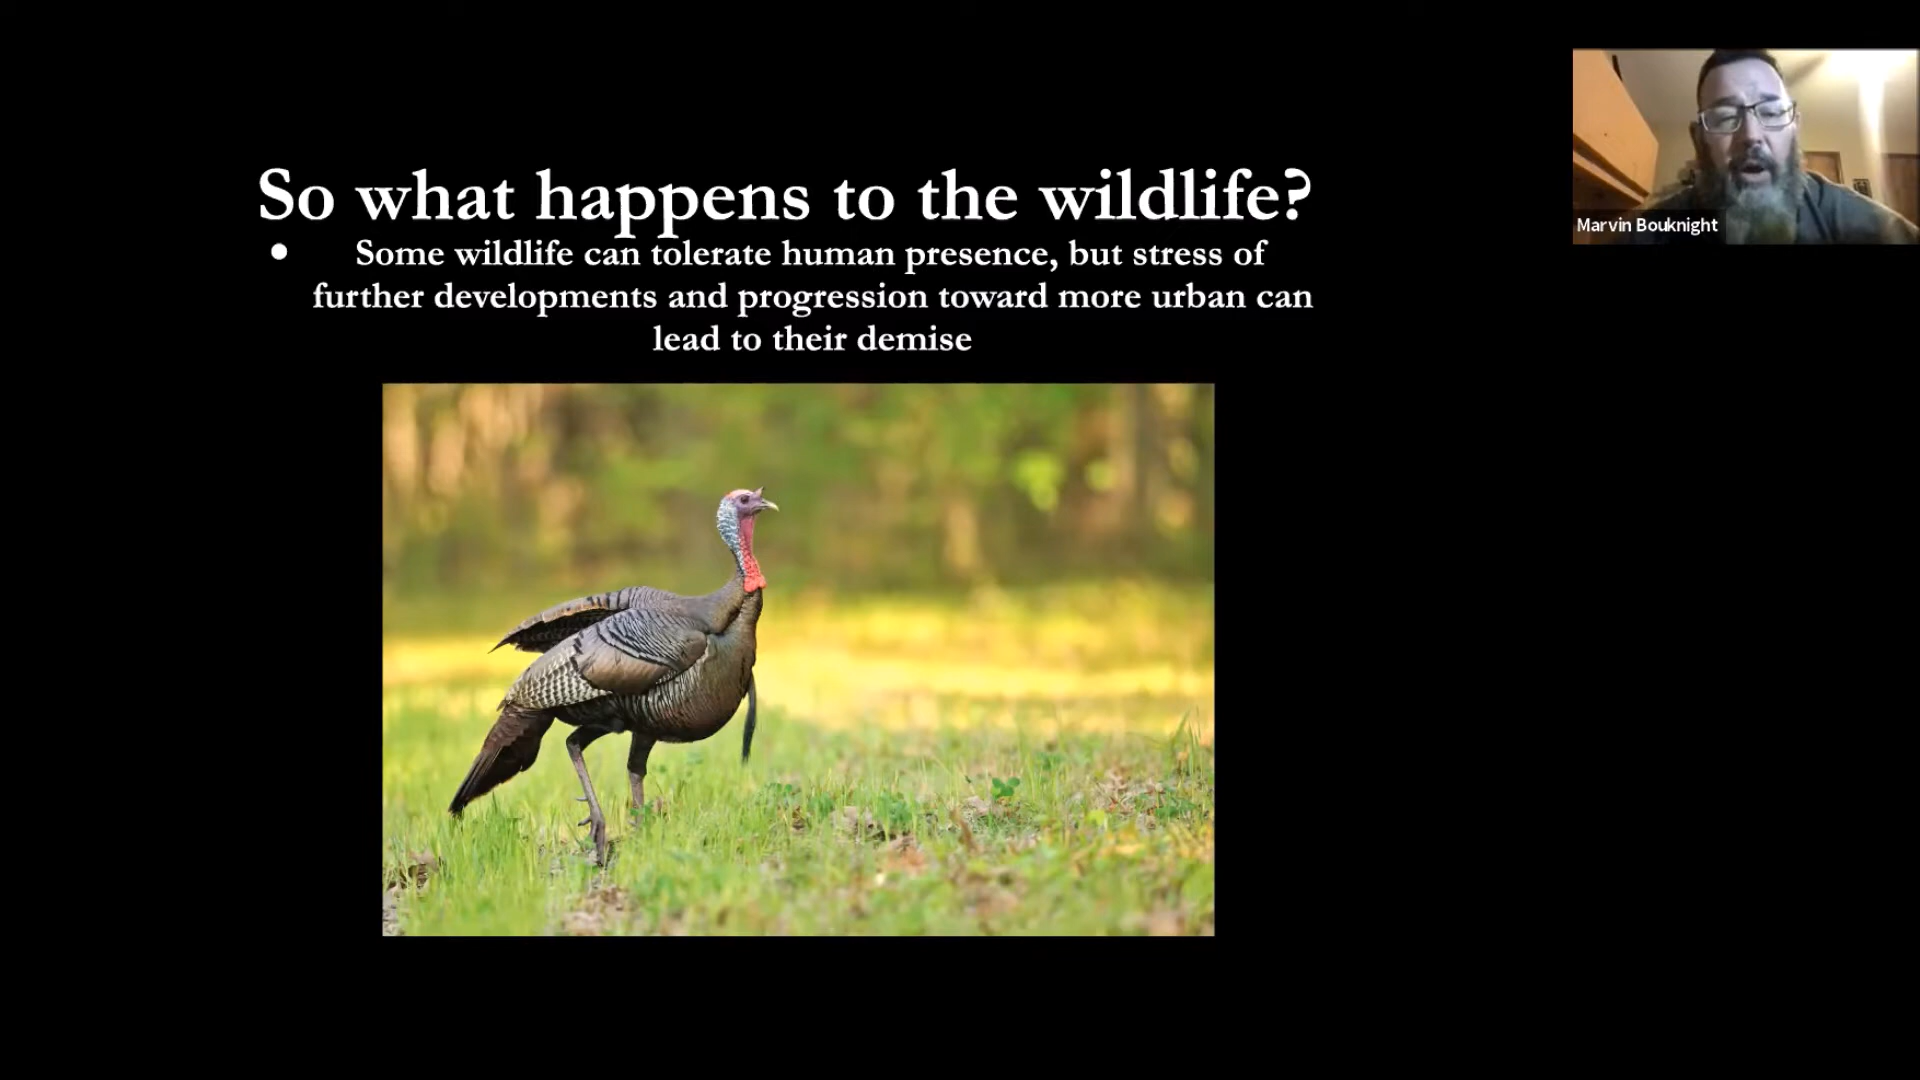 So what happens to the wildlife?
• Some wildlife can tolerate human presence, but stress of
further developments and progression toward more urban can
lead to their demise
Marvin Bouknight